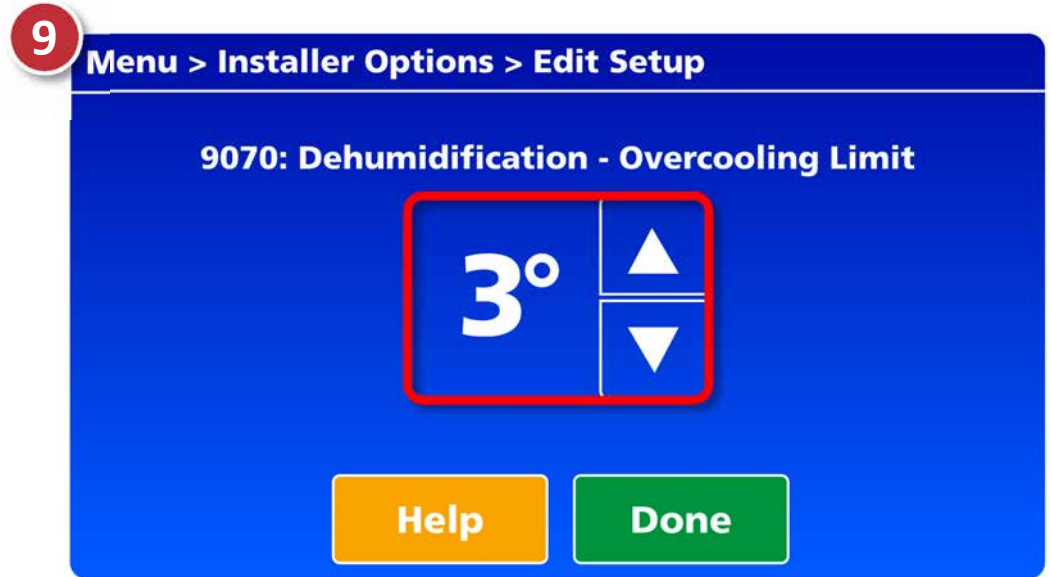 9
Menu > Installer Options > Edit Setup
9070: Dehumidification - Overcooling Limit
3°
Help
Done